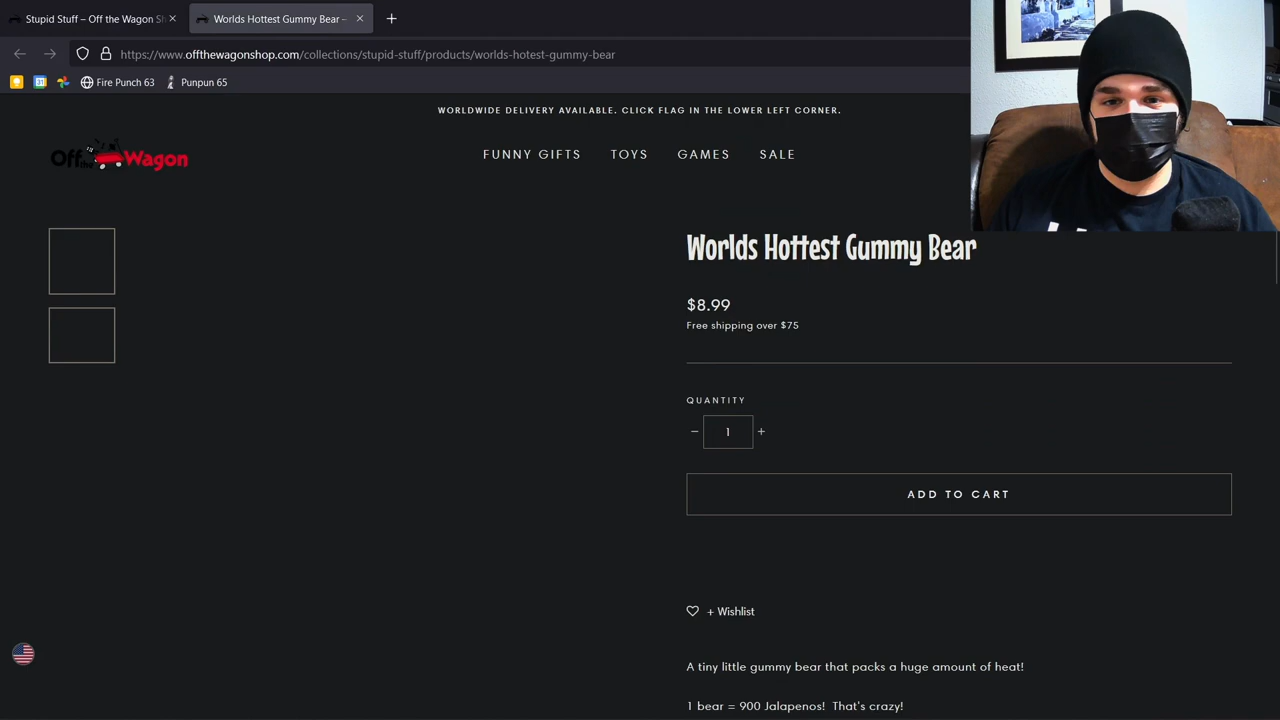 Stupid Stuff – Off the Wagon Sh
Worlds Hottest Gummy Bear –
https://www.offthewagonshop.com/collections/stupid-stuff/products/worlds-hotest-gummy-bear
Fire Punch 63
Punpun 65
WORLDWIDE DELIVERY AVAILABLE. CLICK FLAG IN THE LOWER LEFT CORNER.
Off the Wagon
FUNNY GIFTS TOYS GAMES SALE
Worlds Hottest Gummy Bear
$8.99
Free shipping over $75
QUANTITY
− 1 +
ADD TO CART
+ Wishlist
A tiny little gummy bear that packs a huge amount of heat!
1 bear = 900 Jalapenos! That's crazy!